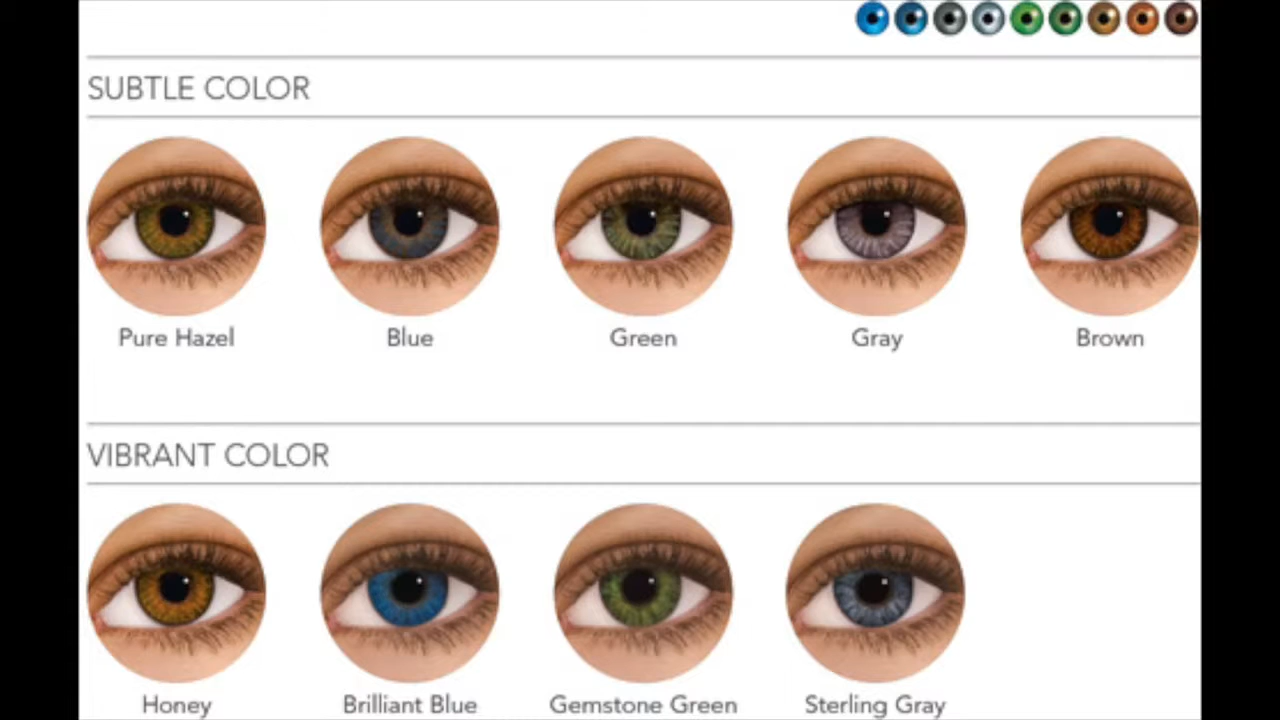 SUBTLE COLOR
Pure Hazel
Blue
Green
Gray
Brown
VIBRANT COLOR
Honey
Brilliant Blue
Gemstone Green
Sterling Gray